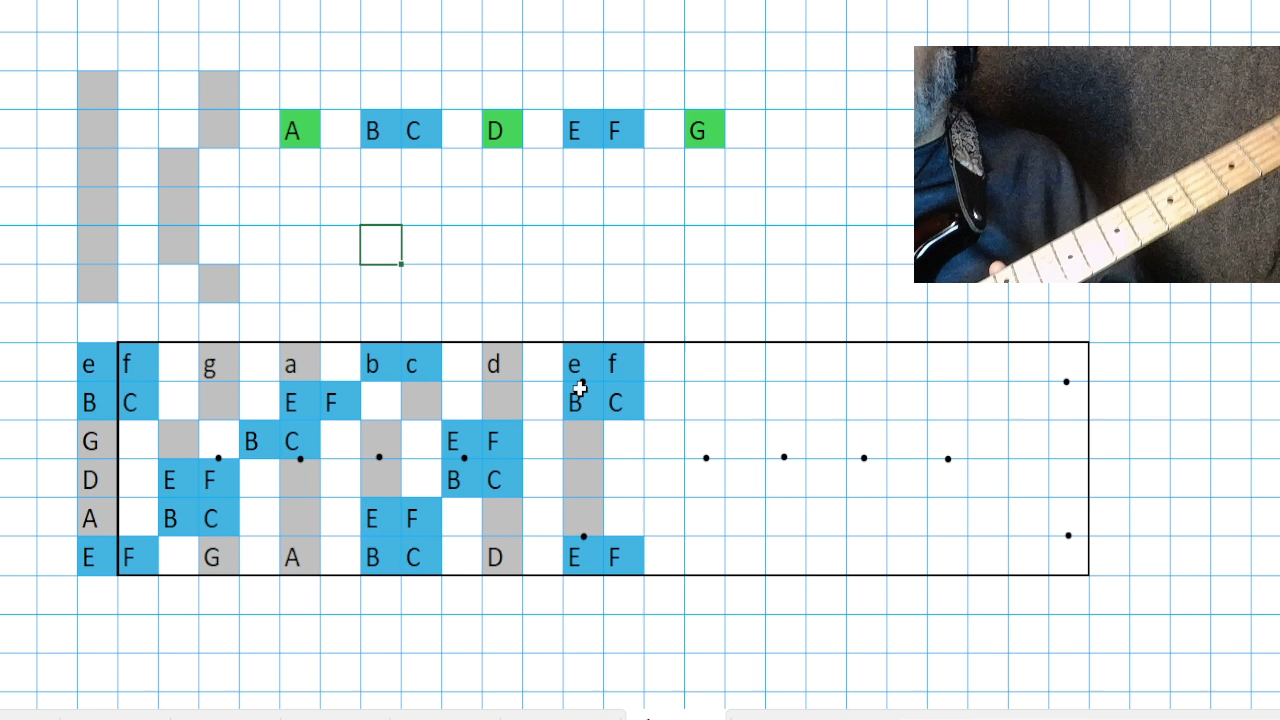 A B C D E F G
e f g a b c d e f
B C E F B C
G B C E F
D E F B C
A B C E F
E F G A B C D E F